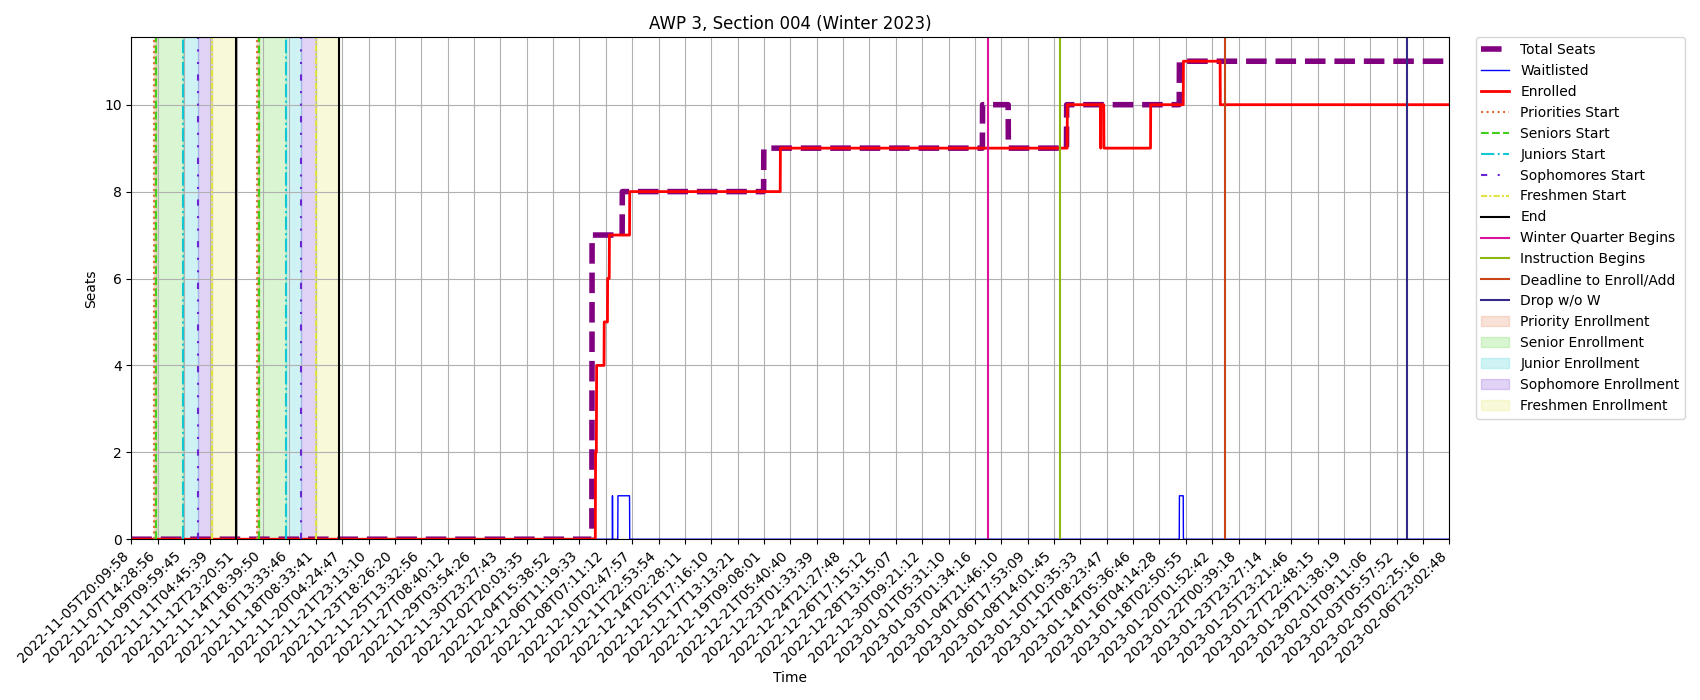 AWP 3, Section 004 (Winter 2023)
Seats
10
8
6
4
2
0
2022-11-05T20:09:58
2022-11-07T14:28:56
2022-11-09T09:59:45
2022-11-11T04:45:39
2022-11-12T23:20:51
2022-11-14T18:39:50
2022-11-16T13:33:46
2022-11-18T08:33:41
2022-11-20T04:24:47
2022-11-21T23:13:10
2022-11-23T18:26:20
2022-11-25T13:32:56
2022-11-27T08:40:12
2022-11-29T03:54:26
2022-11-30T23:27:43
2022-12-02T20:03:35
2022-12-04T15:38:52
2022-12-06T11:19:33
2022-12-08T07:11:12
2022-12-10T02:47:57
2022-12-11T22:53:54
2022-12-14T02:28:11
2022-12-15T17:16:10
2022-12-17T13:13:21
2022-12-19T09:08:01
2022-12-21T05:40:40
2022-12-23T01:33:39
2022-12-24T21:27:48
2022-12-26T17:15:12
2022-12-28T13:15:07
2022-12-30T09:21:12
2023-01-01T05:31:10
2023-01-03T01:34:16
2023-01-04T21:46:10
2023-01-06T17:53:09
2023-01-08T14:01:45
2023-01-10T10:35:33
2023-01-12T08:23:47
2023-01-14T05:36:46
2023-01-16T04:14:28
2023-01-18T02:50:55
2023-01-20T01:52:42
2023-01-22T00:39:18
2023-01-23T23:27:14
2023-01-25T23:21:46
2023-01-27T22:48:15
2023-01-29T21:38:19
2023-02-01T09:11:06
2023-02-03T05:57:52
2023-02-05T02:25:16
2023-02-06T23:02:48
Time
Total Seats
Waitlisted
Enrolled
Priorities Start
Seniors Start
Juniors Start
Sophomores Start
Freshmen Start
End
Winter Quarter Begins
Instruction Begins
Deadline to Enroll/Add
Drop w/o W
Priority Enrollment
Senior Enrollment
Junior Enrollment
Sophomore Enrollment
Freshmen Enrollment